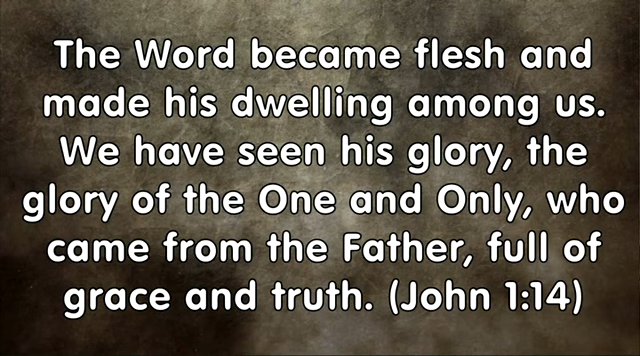 The Word became flesh and
made his dwelling among us.
We have seen his glory, the
glory of the One and Only, who
came from the Father, full of
grace and truth. (John 1:14)